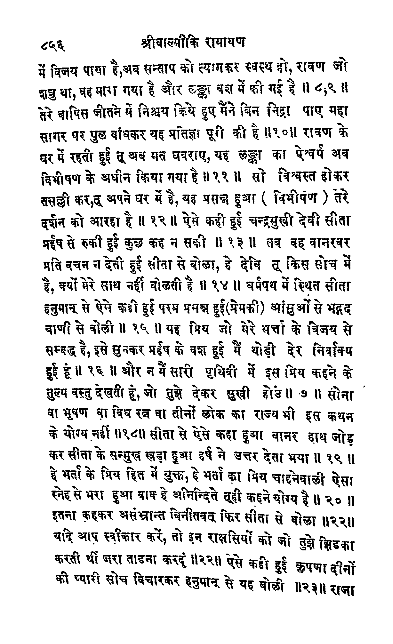 ८५६ श्रीवाल्मीकि रामायण
में विजय पाया है,अब सन्ताप को त्यागकर स्वस्थ हो, रावण जो
शत्रु था, वह मारा गया है और लङ्का वश में की गई है ॥ ८,९ ॥
तेरे वापिस जीतने में निश्चय किये हुए मैंने बिन निद्रा पाए महा
सागर पर पुल बांधकर यह प्रतिज्ञा पूरी की है ॥१०॥ रावण के
घर में रहती हुई तू अब मत घबराए, यह लङ्का का ऐश्वर्य अब
विभीषण के अधीन किया गया है ॥ ११ ॥ सो विश्वस्त होकर
तसल्ली कर,तू अपने घर में है, यह प्रसन्न हुआ ( विभीषण ) तेरे
दर्शन को आरहा है ॥ १२ ॥ ऐसे कही हुई चन्द्रमुखी देवी सीता
प्रहर्ष से रुकी हुई कुछ कह न सकी ॥ १३ ॥ तब वह वानरवर
प्रति वचन न देती हुई सीता से बोला, हे देवि तू किस सोच में
है, क्यों मेरे साथ नहीं बोलती है ॥ १४ ॥ धर्मपथ में स्थित सीता
हनुमान् से ऐसे कही हुई परम प्रसन्न हुई(प्रेमकी) आंसुओं से भद्गद
वाणी से बोली ॥ १५ ॥ यह प्रिय जो मेरे भर्त्ता के विजय से
सम्बद्ध है, इसे सुनकर प्रहर्ष के वश हुई मैं थोड़ी देर निर्वाक्य
हुई हूं ॥ १६ ॥ और न मैं सारी पृथिवी में इस प्रिय कहने के
तुल्य वस्तु देखती हूं, जो तुझे देकर सुखी होउं ॥ ७ ॥ सोना
वा भूषण वा विध रत्न वा तीनों लोक का राज्य भी इस कथन
के योग्य नहीं ॥१८॥ सीता से ऐसे कहा हुआ वानर हाथ जोड़
कर सीता के सन्मुख खड़ा हुआ हर्ष ने उत्तर देता भया ॥ १९ ॥
हे भर्ता के प्रिय हित में युक्त, हे भर्ता का प्रिय चाहनेवाली ऐसा
स्नेह से भरा हुआ वाक्य हे अनिन्दिते तूही कहने योग्य है ॥ २० ॥
इतना कहकर असंभ्रान्त विनीतवत् फिर सीता से बोला ॥२२॥
यदि आप स्वीकार करें, तो इन राक्षसियों को जो तुझे झिडका
करती थीं जरा ताडना करदूं ॥२२॥ ऐसे कही हुई कृपणा दीनों
की प्यारी सोच विचारकर हनुमान् से यह बोली ॥२३॥ राजा